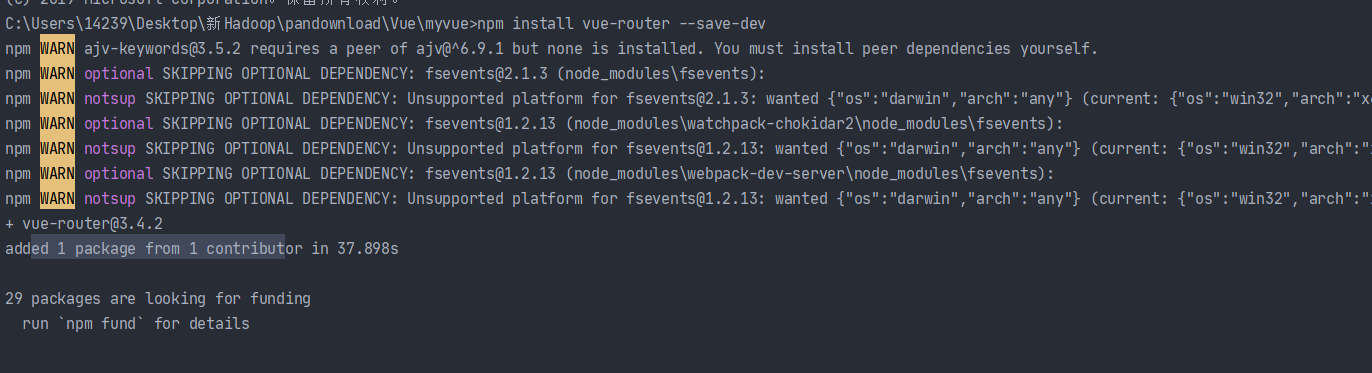 (c) 2019 Microsoft Corporation。保留所有权利。
C:\Users\14239\Desktop\新Hadoop\pandownload\Vue\myvue>npm install vue-router --save-dev
npm WARN ajv-keywords@3.5.2 requires a peer of ajv@^6.9.1 but none is installed. You must install peer dependencies yourself.
npm WARN optional SKIPPING OPTIONAL DEPENDENCY: fsevents@2.1.3 (node_modules\fsevents):
npm WARN notsup SKIPPING OPTIONAL DEPENDENCY: Unsupported platform for fsevents@2.1.3: wanted {"os":"darwin","arch":"any"} (current: {"os":"win32","arch":"x
npm WARN optional SKIPPING OPTIONAL DEPENDENCY: fsevents@1.2.13 (node_modules\watchpack-chokidar2\node_modules\fsevents):
npm WARN notsup SKIPPING OPTIONAL DEPENDENCY: Unsupported platform for fsevents@1.2.13: wanted {"os":"darwin","arch":"any"} (current: {"os":"win32","arch":"
npm WARN optional SKIPPING OPTIONAL DEPENDENCY: fsevents@1.2.13 (node_modules\webpack-dev-server\node_modules\fsevents):
npm WARN notsup SKIPPING OPTIONAL DEPENDENCY: Unsupported platform for fsevents@1.2.13: wanted {"os":"darwin","arch":"any"} (current: {"os":"win32","arch":"
+ vue-router@3.4.2
added 1 package from 1 contributor in 37.898s
29 packages are looking for funding
run `npm fund` for details